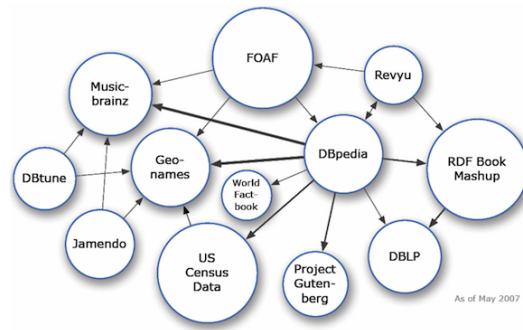 FOAF
Music-
brainz
Revyu
DBpedia
Geo-
names
RDF Book
Mashup
DBtune
World
Fact-
book
Jamendo
US
Census
Data
Project
Guten-
berg
DBLP
As of May 2007